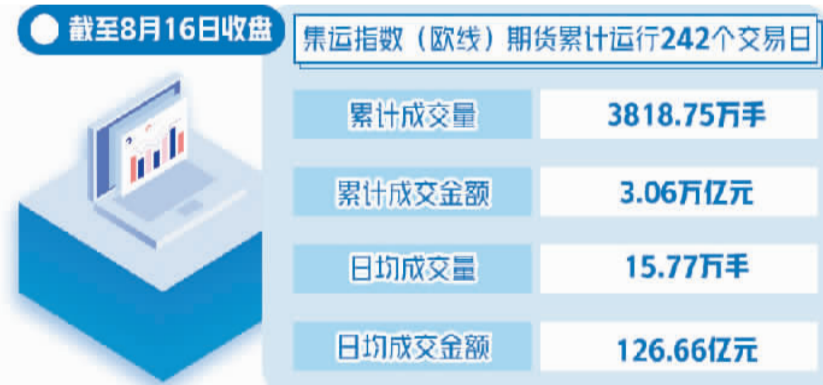 截至8月16日收盘
集运指数（欧线）期货累计运行242个交易日
累计成交量 3818.75万手
累计成交金额 3.06万亿元
日均成交量 15.77万手
日均成交金额 126.66亿元